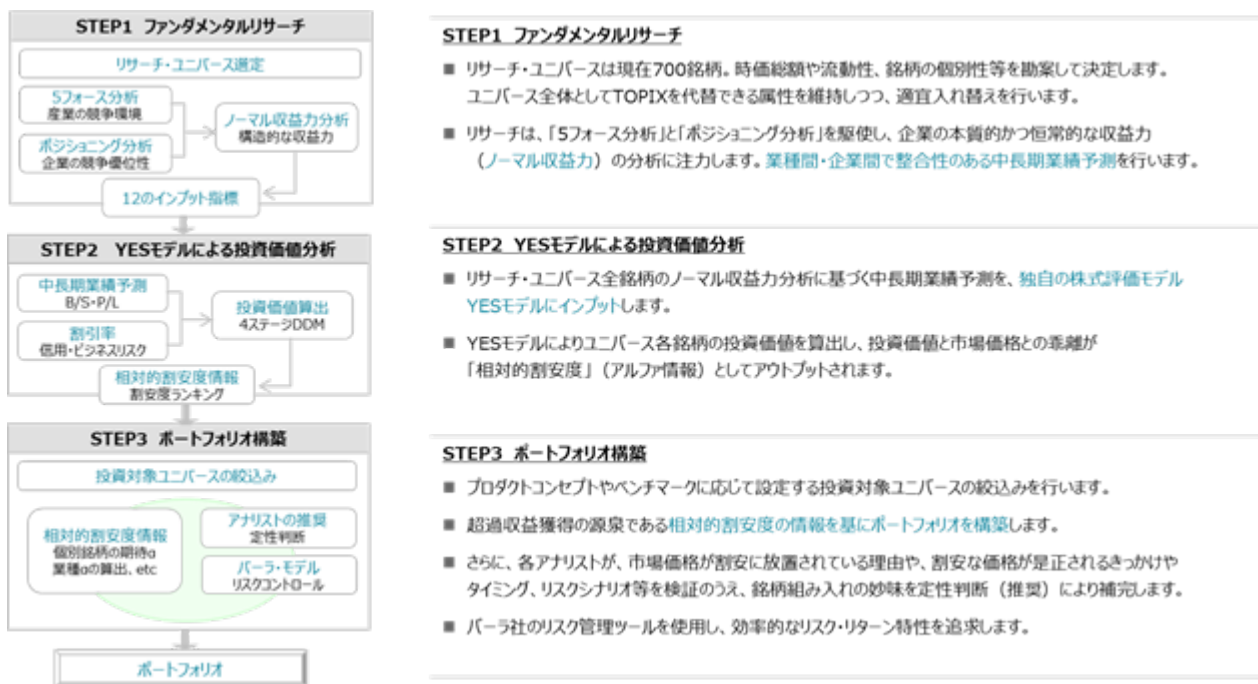 STEP1 ファンダメンタルリサーチ
リサーチ・ユニバース選定
5フォース分析
産業の競争環境
ポジショニング分析
企業の競争優位性
ノーマル収益力分析
構造的な収益力
12のインプット指標
STEP2 YESモデルによる投資価値分析
中長期業績予測
B/S・P/L
割引率
信用・ビジネスリスク
投資価値算出
4ステージDDM
相対的割安度情報
割安度ランキング
STEP3 ポートフォリオ構築
投資対象ユニバースの絞込み
相対的割安度情報
個別銘柄の期待α
業種αの算出、etc
アナリストの推奨
定性判断
バーラ・モデル
リスクコントロール
ポートフォリオ
STEP1 ファンダメンタルリサーチ
■ リサーチ・ユニバースは現在700銘柄。時価総額や流動性、銘柄の個別性等を勘案して決定します。
ユニバース全体としてTOPIXを代替できる属性を維持しつつ、適宜入れ替えを行います。
■ リサーチは、「5フォース分析」と「ポジショニング分析」を駆使し、企業の本質的かつ恒常的な収益力
（ノーマル収益力）の分析に注力します。業種間・企業間で整合性のある中長期業績予測を行います。
STEP2 YESモデルによる投資価値分析
■ リサーチ・ユニバース全銘柄のノーマル収益力分析に基づく中長期業績予測を、独自の株式評価モデル
YESモデルにインプットします。
■ YESモデルによりユニバース各銘柄の投資価値を算出し、投資価値と市場価格との乖離が
「相対的割安度」（アルファ情報）としてアウトプットされます。
STEP3 ポートフォリオ構築
■ プロダクトコンセプトやベンチマークに応じて設定する投資対象ユニバースの絞込みを行います。
■ 超過収益獲得の源泉である相対的割安度の情報を基にポートフォリオを構築します。
■ さらに、各アナリストが、市場価格が割安に放置されている理由や、割安な価格が是正されるきっかけや
タイミング、リスクシナリオ等を検証のうえ、銘柄組み入れの妙味を定性判断（推奨）により補完します。
■ バーラ社のリスク管理ツールを使用し、効率的なリスク・リターン特性を追求します。